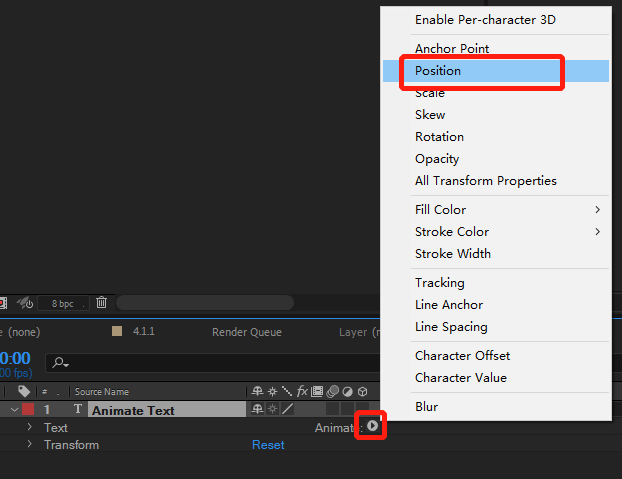 Enable Per-character 3D
Anchor Point
Position
Scale
Skew
Rotation
Opacity
All Transform Properties
Fill Color
Stroke Color
Stroke Width
Tracking
Line Anchor
Line Spacing
Character Offset
Character Value
Blur
8 bpc
e (none)
4.1.1
Render Queue
Layer (n
0:00
00 fps)
# Source Name
1 T Animate Text
Text Animate:
Transform Reset